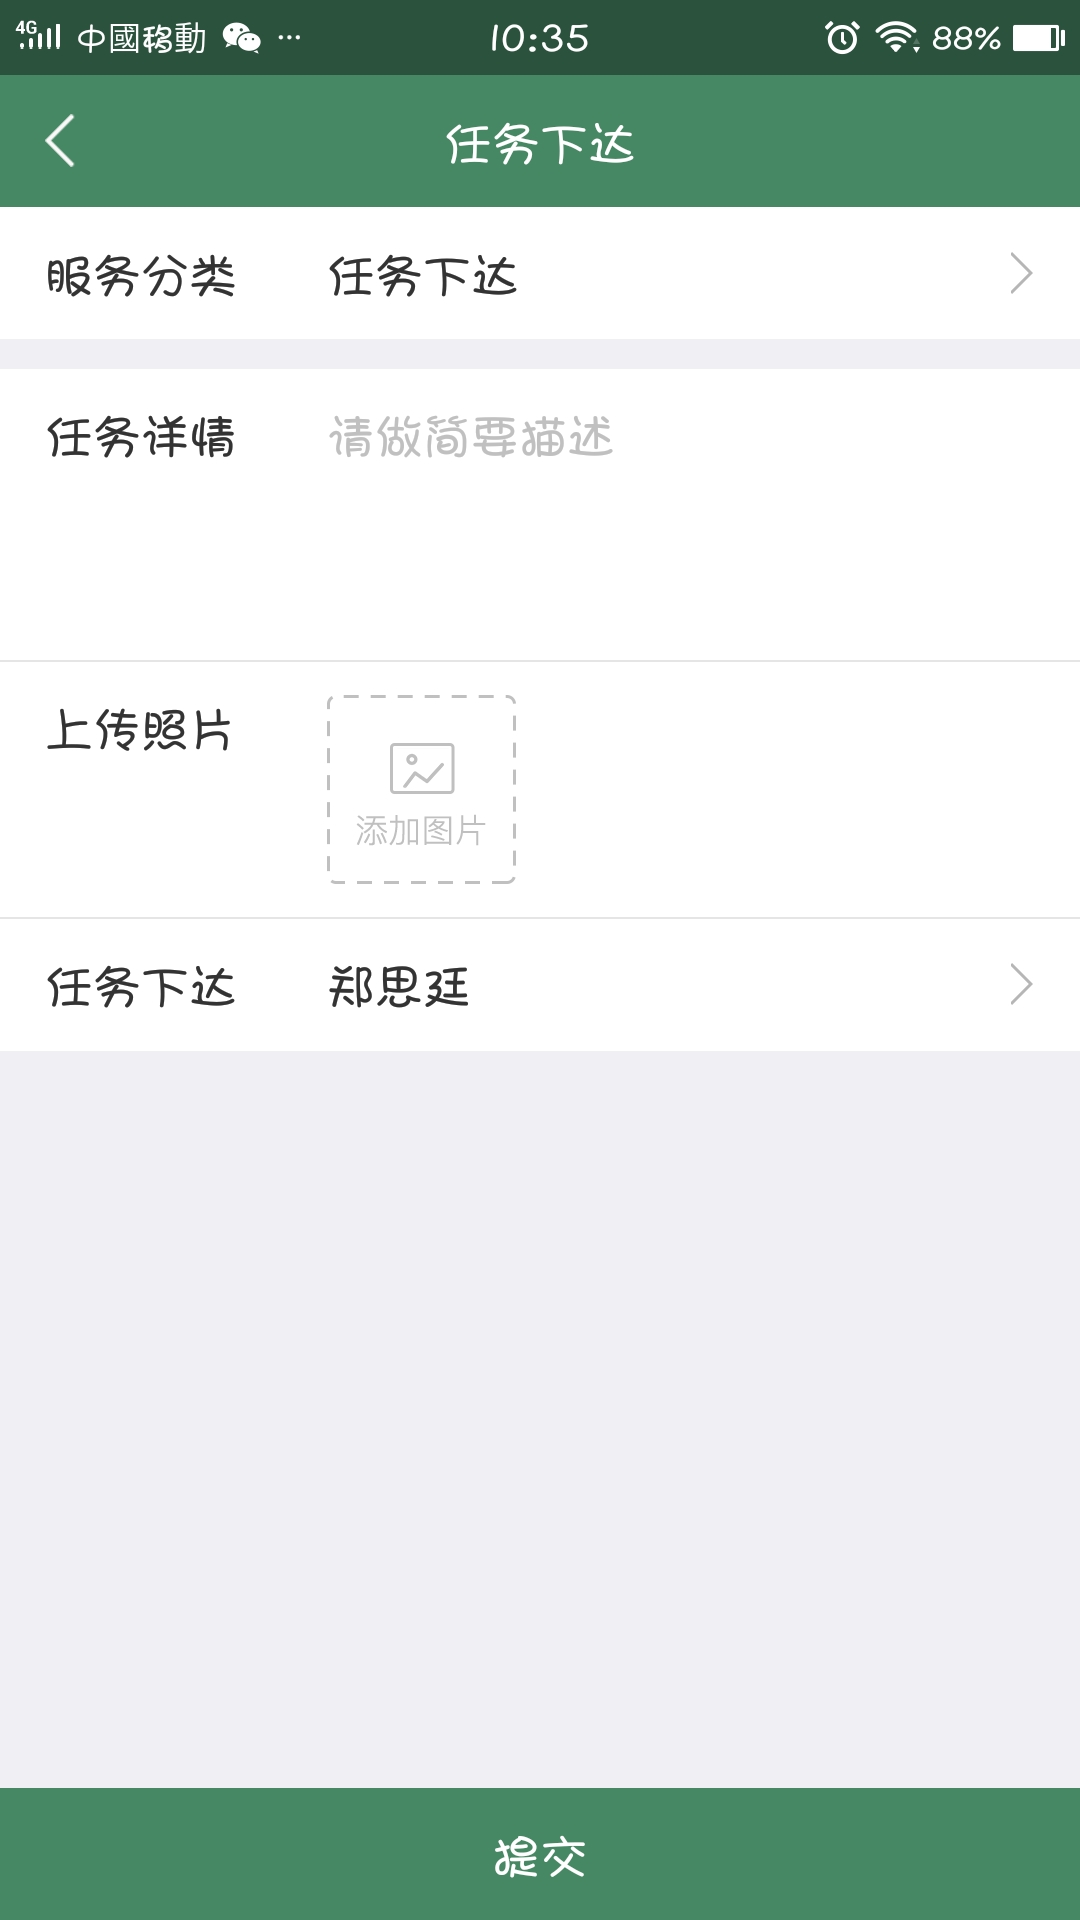 4G 中國移動 ... 10:35 88%
任务下达
服务分类 任务下达
任务详情 请做简要描述
上传照片
添加图片
任务下达 郑思廷
提交